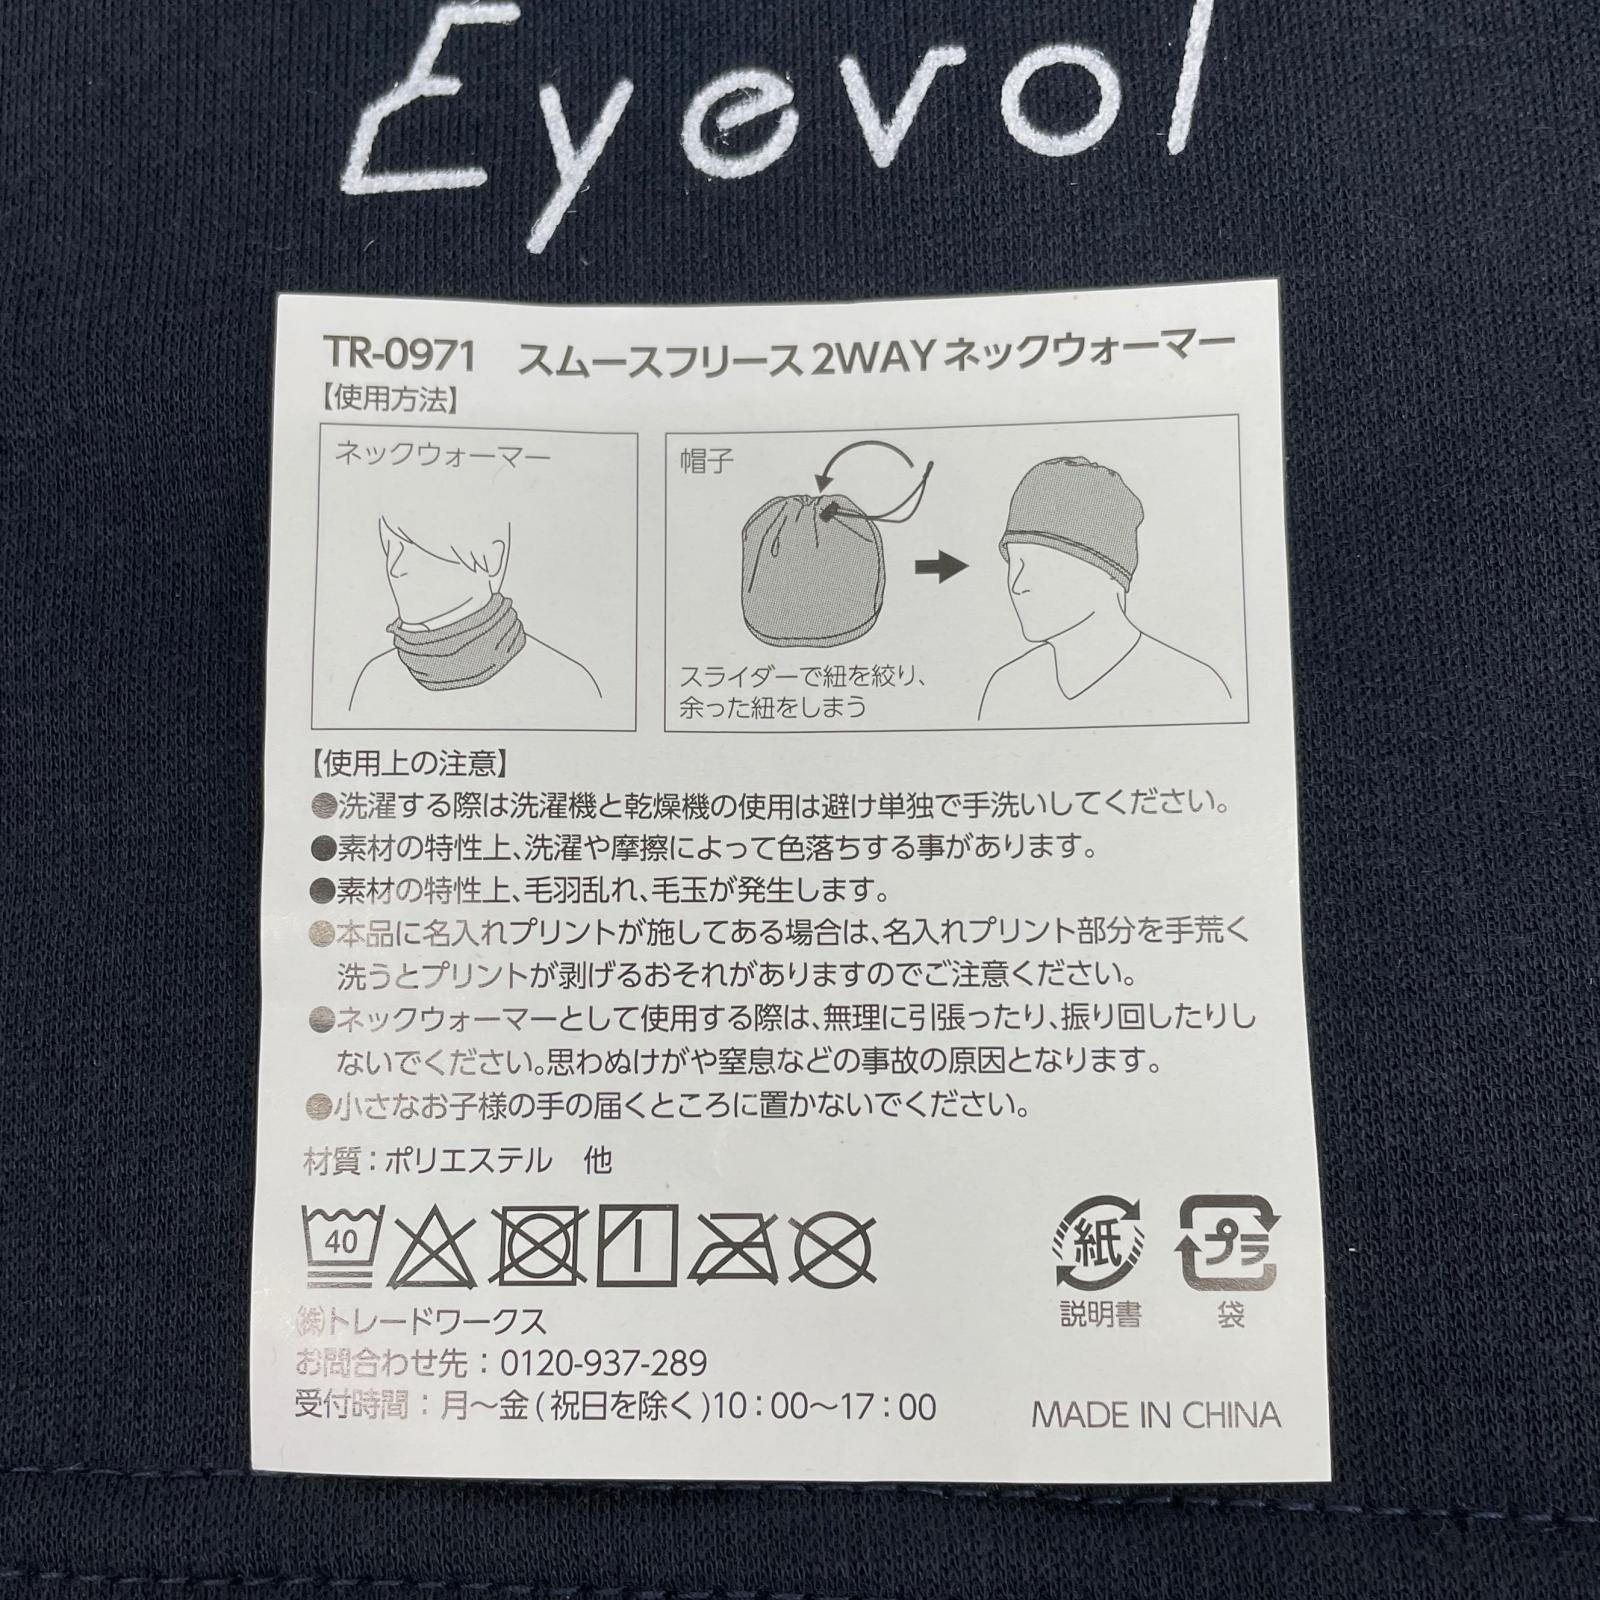 Eyevol
TR-0971 スムースフリース2WAYネックウォーマー
【使用方法】
ネックウォーマー
帽子
スライダーで紐を絞り、
余った紐をしまう
【使用上の注意】
●洗濯する際は洗濯機と乾燥機の使用は避け単独で手洗いしてください。
●素材の特性上、洗濯や摩擦によって色落ちする事があります。
●素材の特性上、毛羽乱れ、毛玉が発生します。
●本品に名入れプリントが施してある場合は、名入れプリント部分を手荒く
洗うとプリントが剥げるおそれがありますのでご注意ください。
●ネックウォーマーとして使用する際は、無理に引張ったり、振り回したりし
ないでください。思わぬけがや窒息などの事故の原因となります。
●小さなお子様の手の届くところに置かないでください。
材質：ポリエステル 他
40
紙
プラ
説明書
袋
㈱トレードワークス
お問合わせ先：0120-937-289
受付時間：月〜金(祝日を除く)10：00〜17：00
MADE IN CHINA